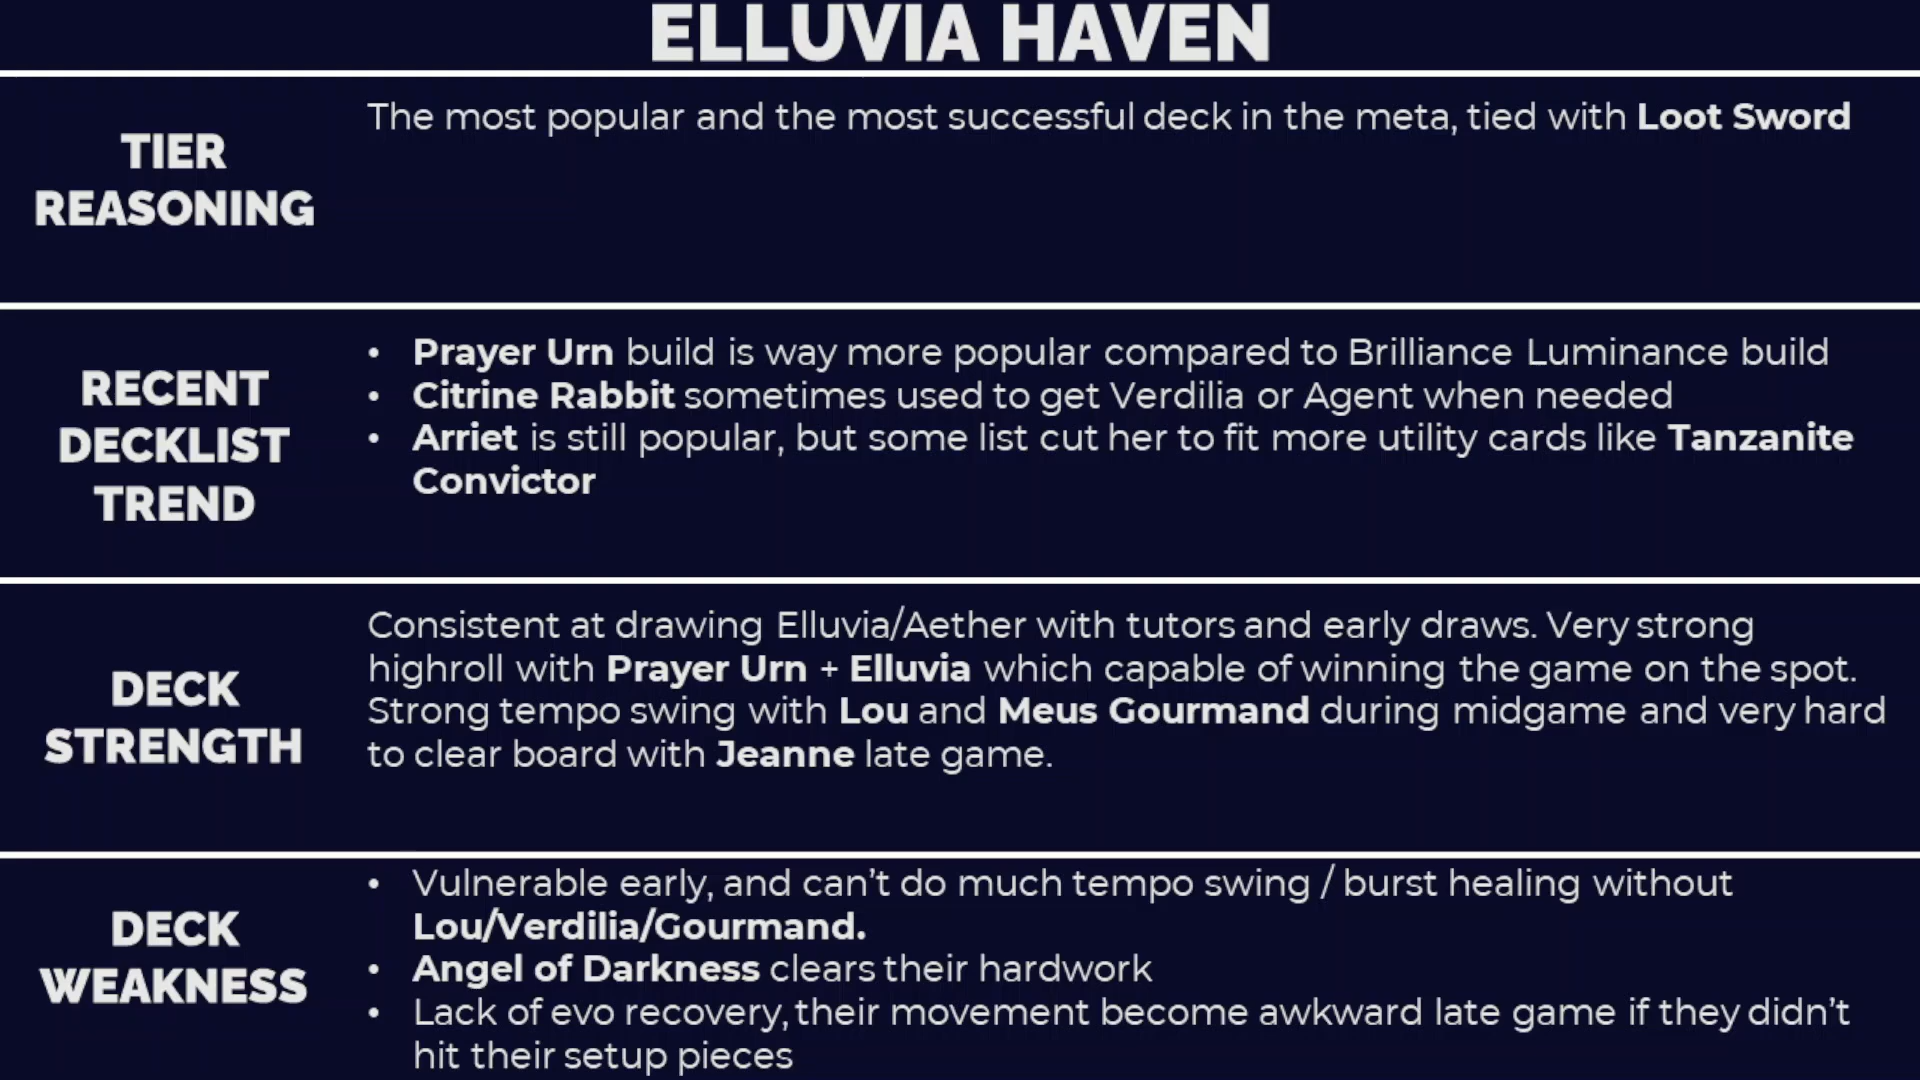 ELLUVIA HAVEN
TIER
REASONING
The most popular and the most successful deck in the meta, tied with Loot Sword
RECENT
DECKLIST
TREND
• Prayer Urn build is way more popular compared to Brilliance Luminance build
• Citrine Rabbit sometimes used to get Verdilia or Agent when needed
• Arriet is still popular, but some list cut her to fit more utility cards like Tanzanite
Convictor
DECK
STRENGTH
Consistent at drawing Elluvia/Aether with tutors and early draws. Very strong
highroll with Prayer Urn + Elluvia which capable of winning the game on the spot.
Strong tempo swing with Lou and Meus Gourmand during midgame and very hard
to clear board with Jeanne late game.
DECK
WEAKNESS
• Vulnerable early, and can't do much tempo swing / burst healing without
Lou/Verdilia/Gourmand.
• Angel of Darkness clears their hardwork
• Lack of evo recovery, their movement become awkward late game if they didn't
hit their setup pieces